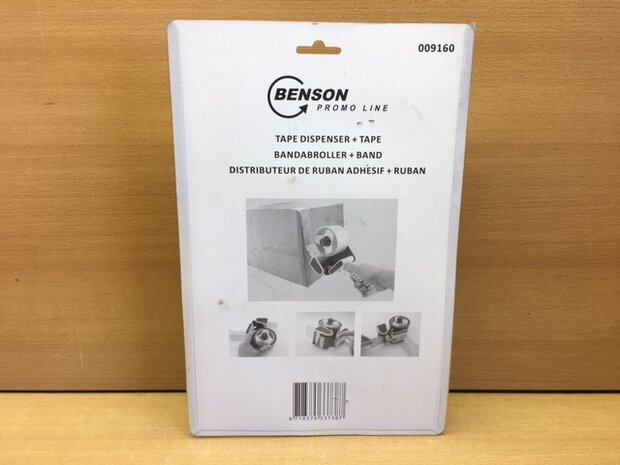 009160
BENSON
PROMO LINE
TAPE DISPENSER + TAPE
BANDABROLLER + BAND
DISTRIBUTEUR DE RUBAN ADHÉSIF + RUBAN